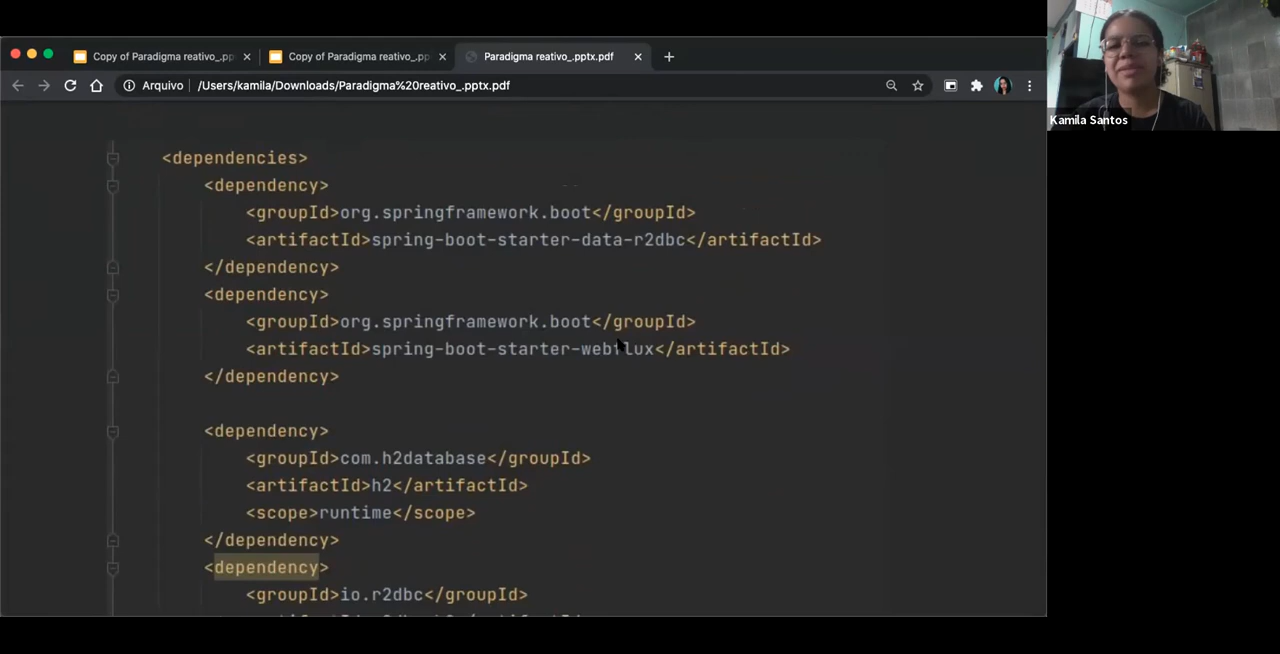 Copy of Paradigma reativo_.pp
Copy of Paradigma reativo_.pp
Paradigma reativo_.pptx.pdf
Arquivo
/Users/kamila/Downloads/Paradigma%20reativo_.pptx.pdf
Kamila Santos
<dependencies>
<dependency>
<groupId>org.springframework.boot</groupId>
<artifactId>spring-boot-starter-data-r2dbc</artifactId>
</dependency>
<dependency>
<groupId>org.springframework.boot</groupId>
<artifactId>spring-boot-starter-webflux</artifactId>
</dependency>
<dependency>
<groupId>com.h2database</groupId>
<artifactId>h2</artifactId>
<scope>runtime</scope>
</dependency>
<dependency>
<groupId>io.r2dbc</groupId>